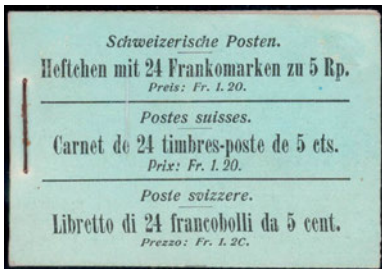 Schweizerische Posten.
Heftchen mit 24 Frankomarken zu 5 Rp.
Preis: Fr. 1.20.
Postes suisses.
Carnet de 24 timbres-poste de 5 cts.
Prix: Fr. 1.20.
Poste svizzere.
Libretto di 24 francobolli da 5 cent.
Prezzo: Fr. 1.2C.